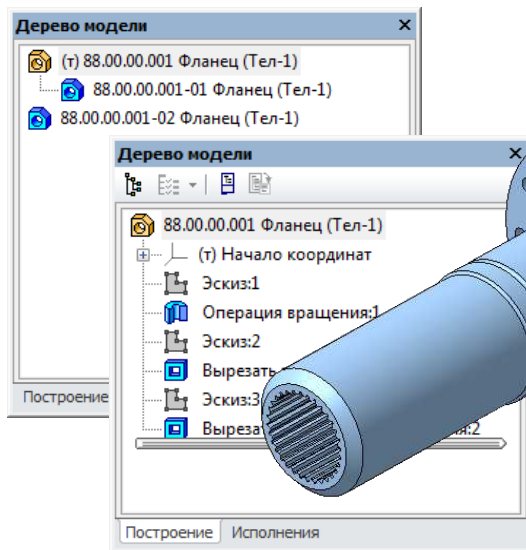 Дерево модели
(т) 88.00.00.001 Фланец (Тел-1)
88.00.00.001-01 Фланец (Тел-1)
88.00.00.001-02 Фланец (Тел-1)
Построение
Дерево модели
88.00.00.001 Фланец (Тел-1)
(т) Начало координат
Эскиз:1
Операция вращения:1
Эскиз:2
Вырезать
Эскиз:3
:2
Построение Исполнения